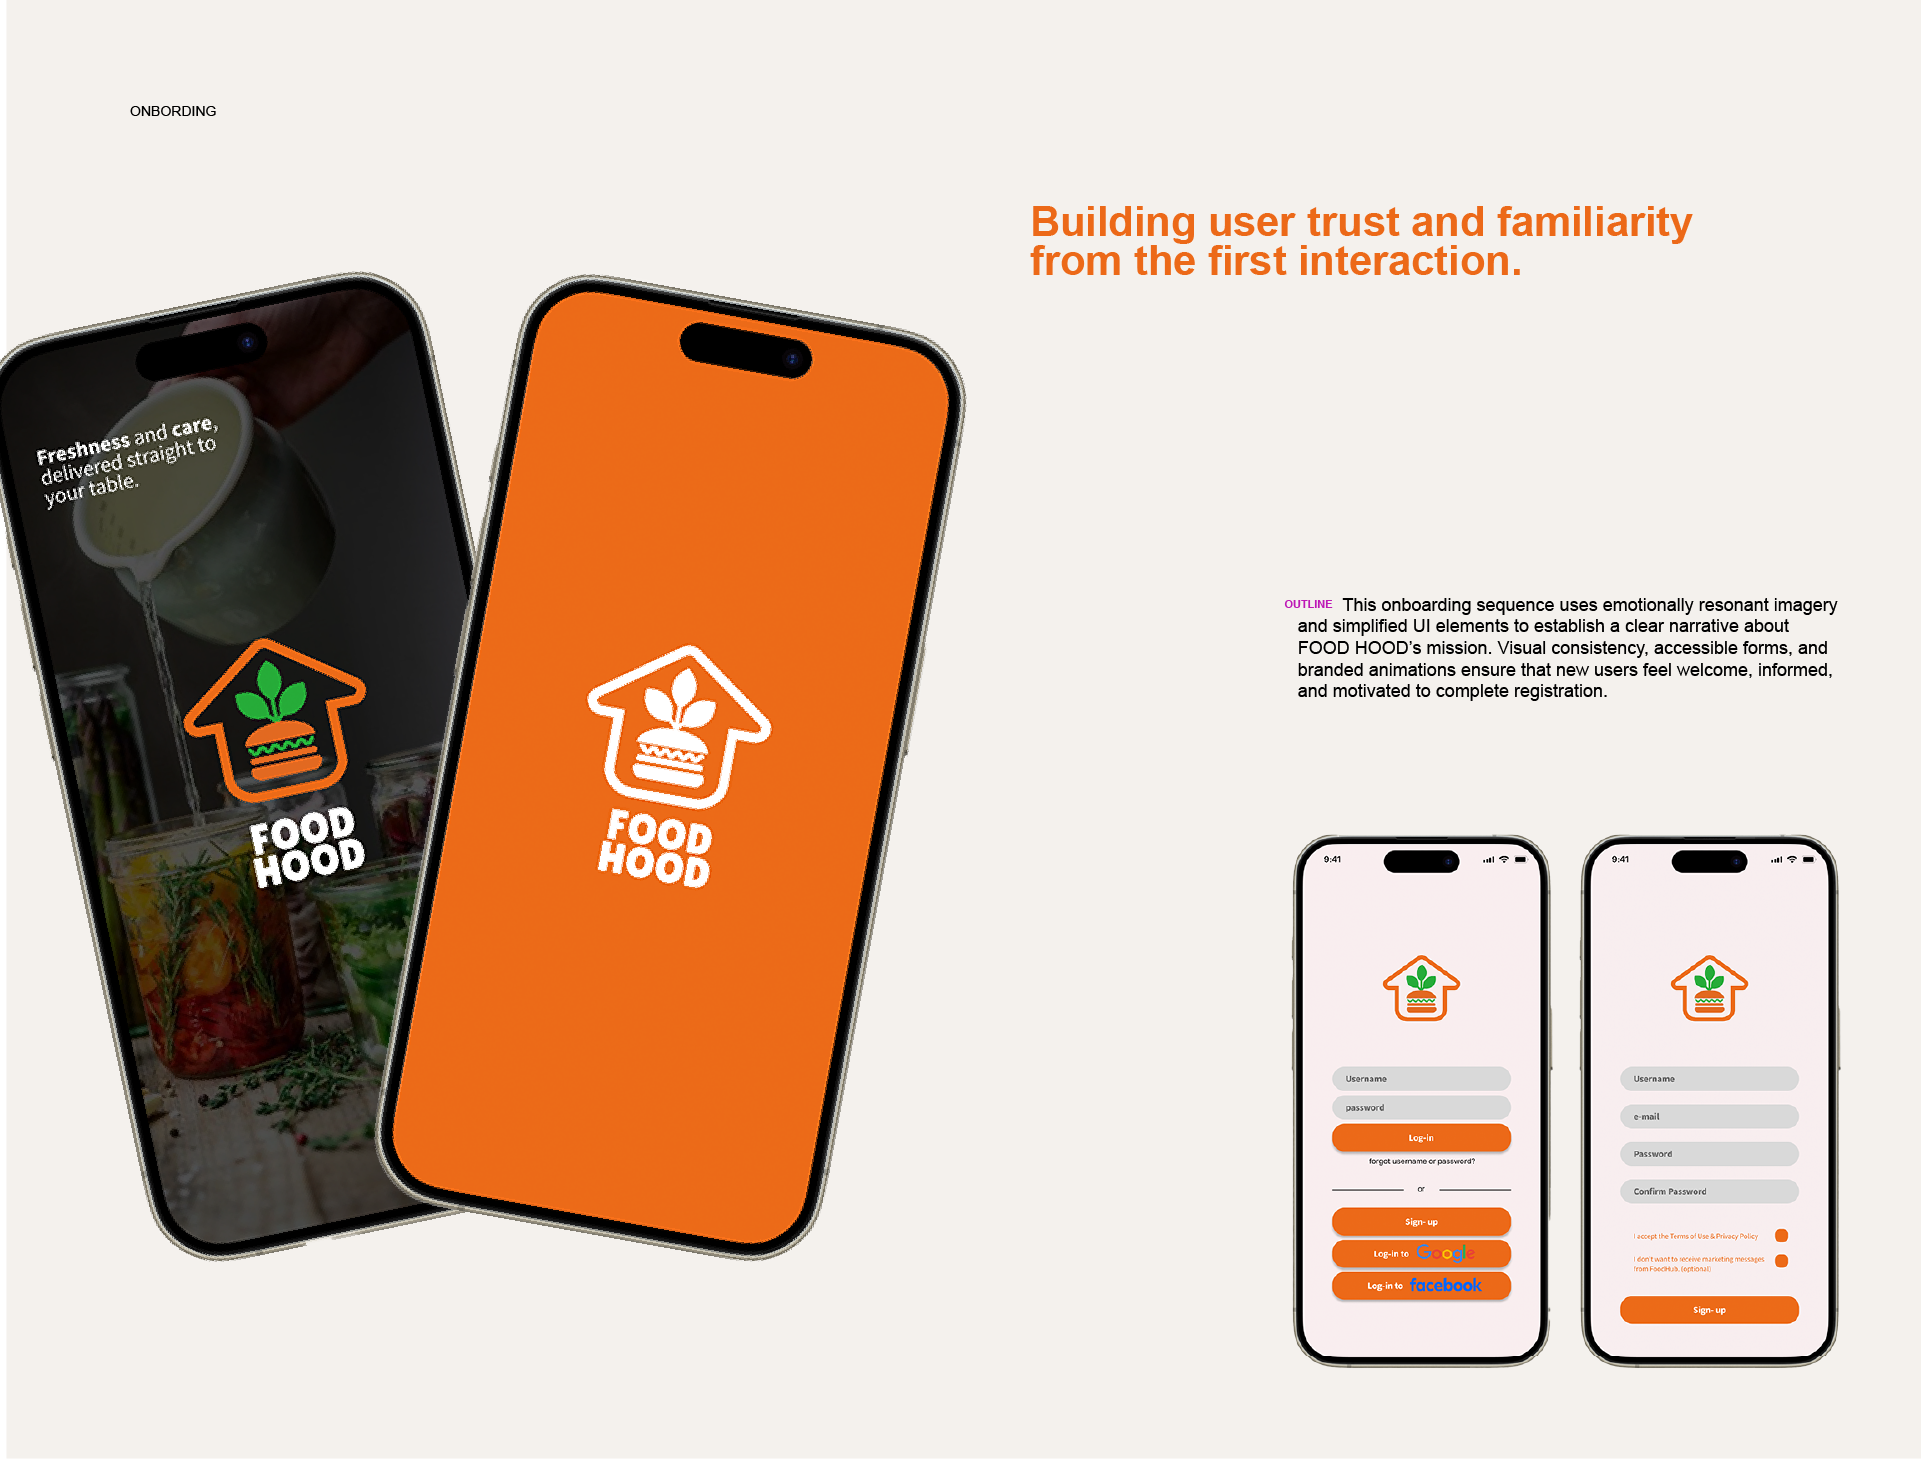 ONBORDING
Building user trust and familiarity
from the first interaction.
Freshness and care,
delivered straight to
your table.
FOOD
HOOD
FOOD
HOOD
OUTLINE This onboarding sequence uses emotionally resonant imagery
and simplified UI elements to establish a clear narrative about
FOOD HOOD’s mission. Visual consistency, accessible forms, and
branded animations ensure that new users feel welcome, informed,
and motivated to complete registration.
9:41
Username
password
Log-in
forgot username or password?
or
Sign- up
Log-in to Google
Log-in to facebook
9:41
Username
e-mail
Password
Confirm Password
I accept the Terms of Use & Privacy Policy
I don't want to receive marketing messages
from FoodHub. (optional)
Sign- up